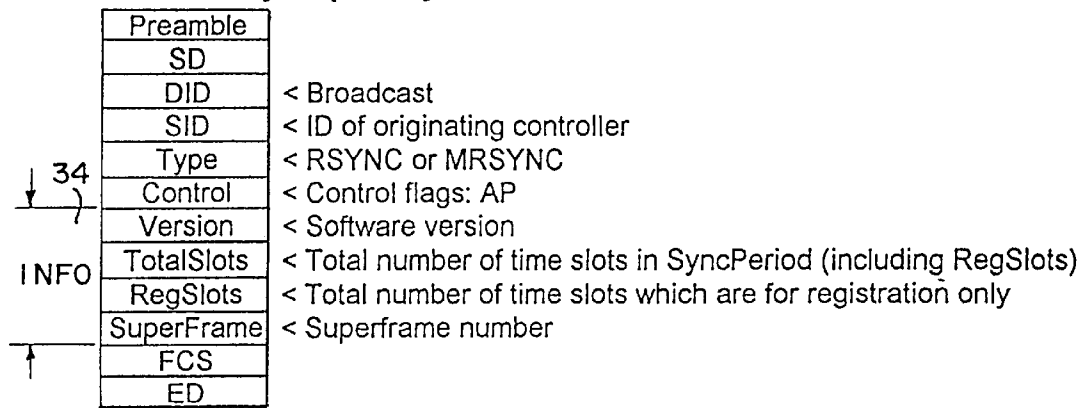 Preamble
SD
DID < Broadcast
SID < ID of originating controller
Type < RSYNC or MRSYNC
34
Control < Control flags: AP
Version < Software version
INFO
TotalSlots < Total number of time slots in SyncPeriod (including RegSlots)
RegSlots < Total number of time slots which are for registration only
SuperFrame < Superframe number
FCS
ED